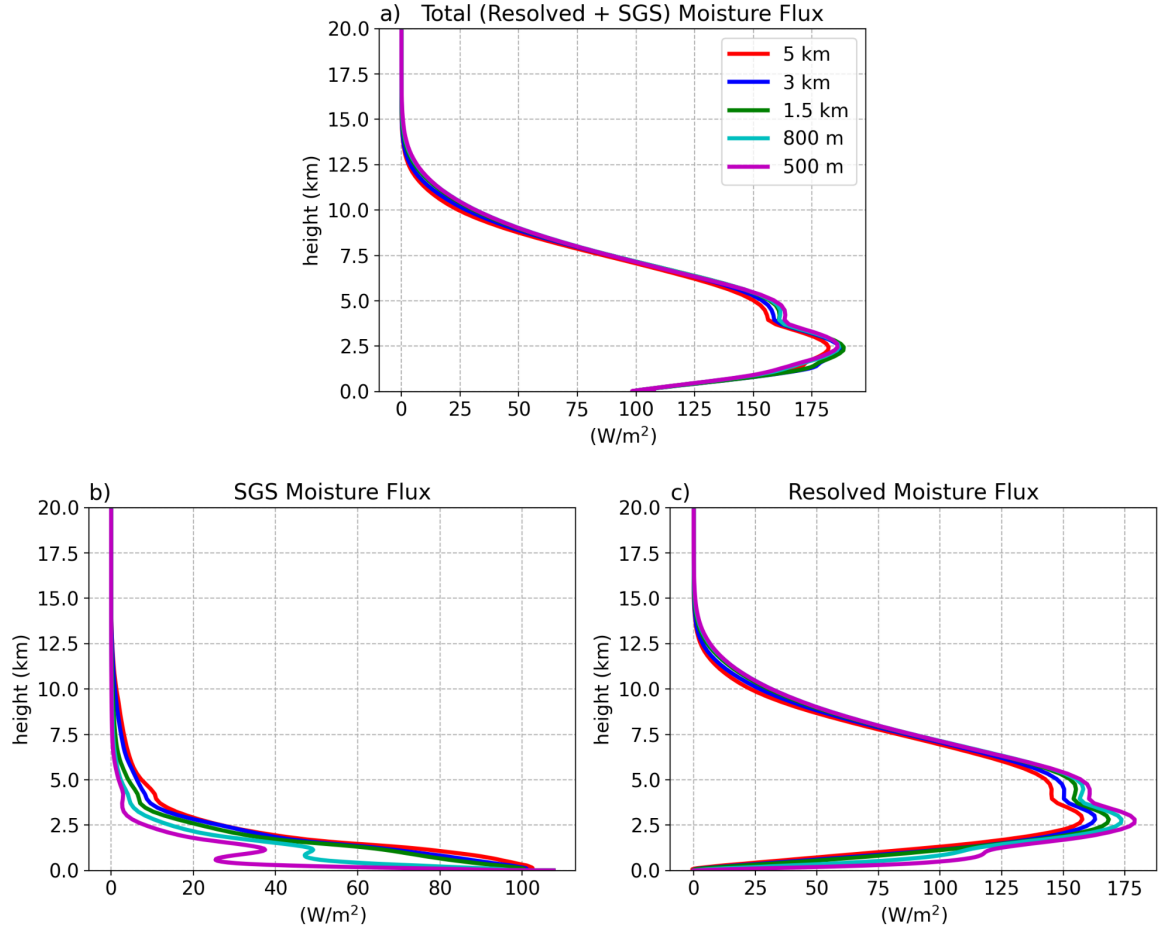 a) Total (Resolved + SGS) Moisture Flux
20.0
17.5
15.0
12.5
10.0
7.5
5.0
2.5
0.0
height (km)
5 km
3 km
1.5 km
800 m
500 m
0 25 50 75 100 125 150 175
(W/m²)
b) SGS Moisture Flux
20.0
17.5
15.0
12.5
10.0
7.5
5.0
2.5
0.0
height (km)
0 20 40 60 80 100
(W/m²)
c) Resolved Moisture Flux
20.0
17.5
15.0
12.5
10.0
7.5
5.0
2.5
0.0
height (km)
0 25 50 75 100 125 150 175
(W/m²)